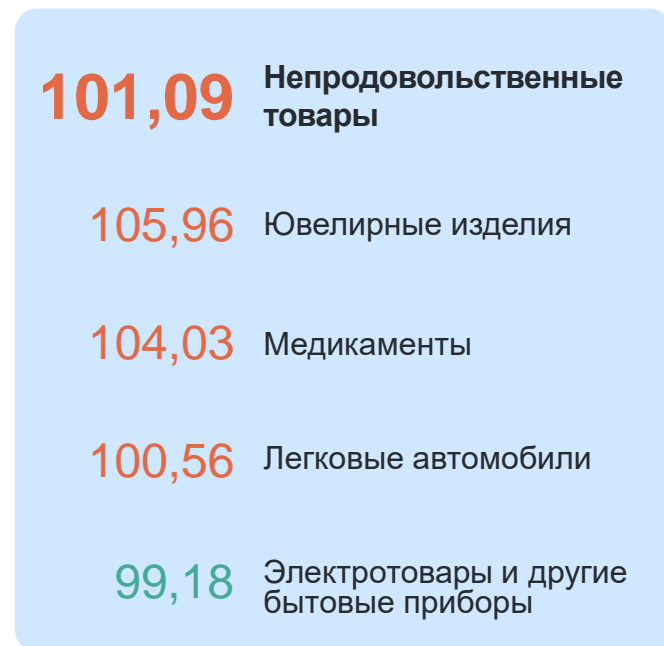 101,09 Непродовольственные
товары
105,96 Ювелирные изделия
104,03 Медикаменты
100,56 Легковые автомобили
99,18 Электротовары и другие
бытовые приборы